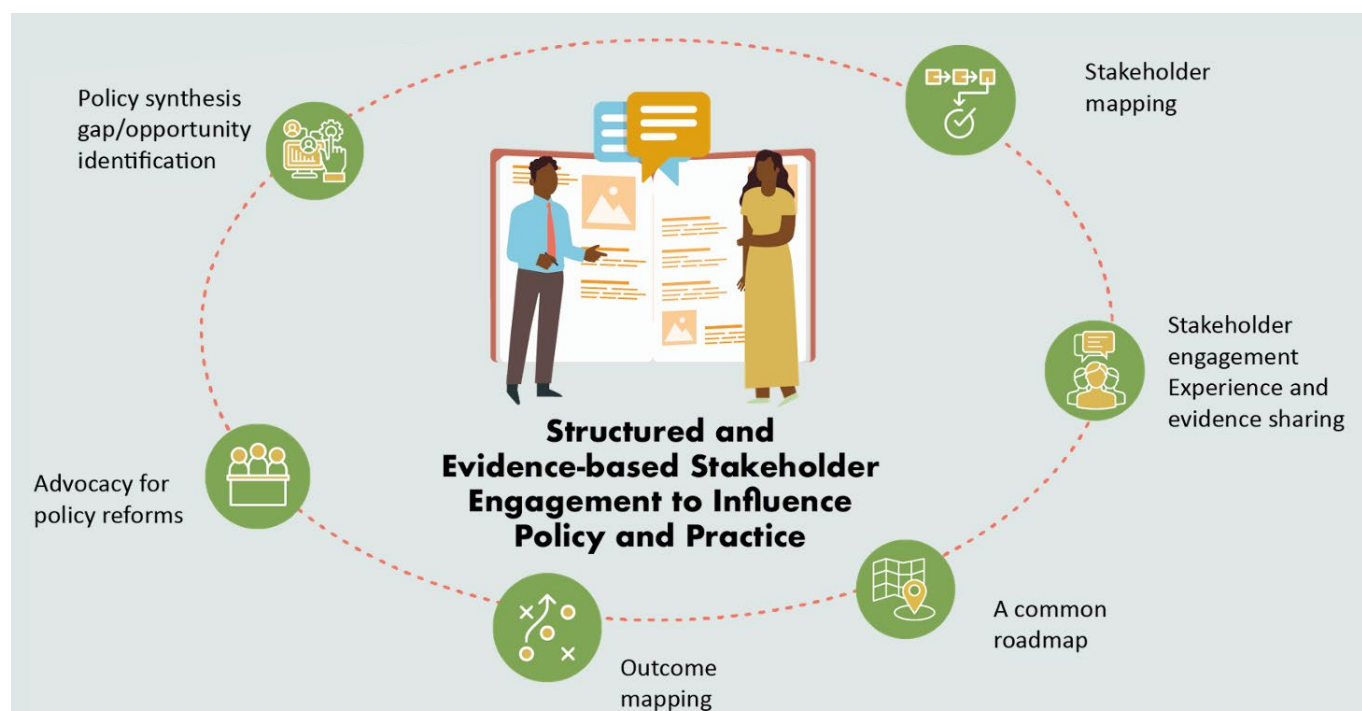 Policy synthesis
gap/opportunity
identification
Stakeholder
mapping
Stakeholder
engagement
Experience and
evidence sharing
Structured and
Evidence-based Stakeholder
Engagement to Influence
Policy and Practice
Advocacy for
policy reforms
A common
roadmap
Outcome
mapping